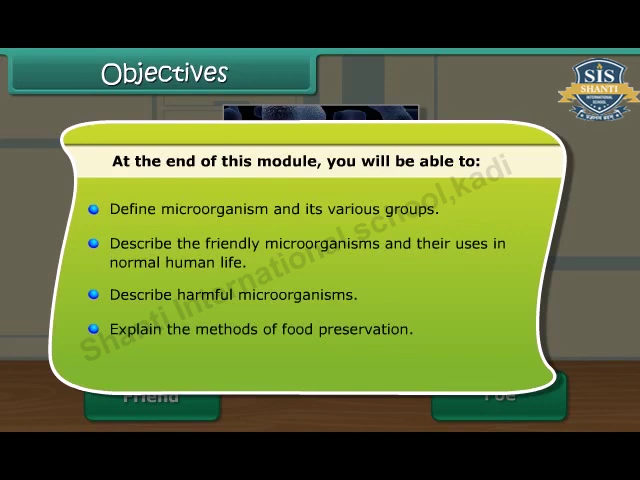 Objectives
SIS
SHANTI
INTERNATIONAL
SCHOOL
At the end of this module, you will be able to:
Define microorganism and its various groups.
Describe the friendly microorganisms and their uses in
normal human life.
Describe harmful microorganisms.
Explain the methods of food preservation.
Shanti International school,kadi
Friend
Foe